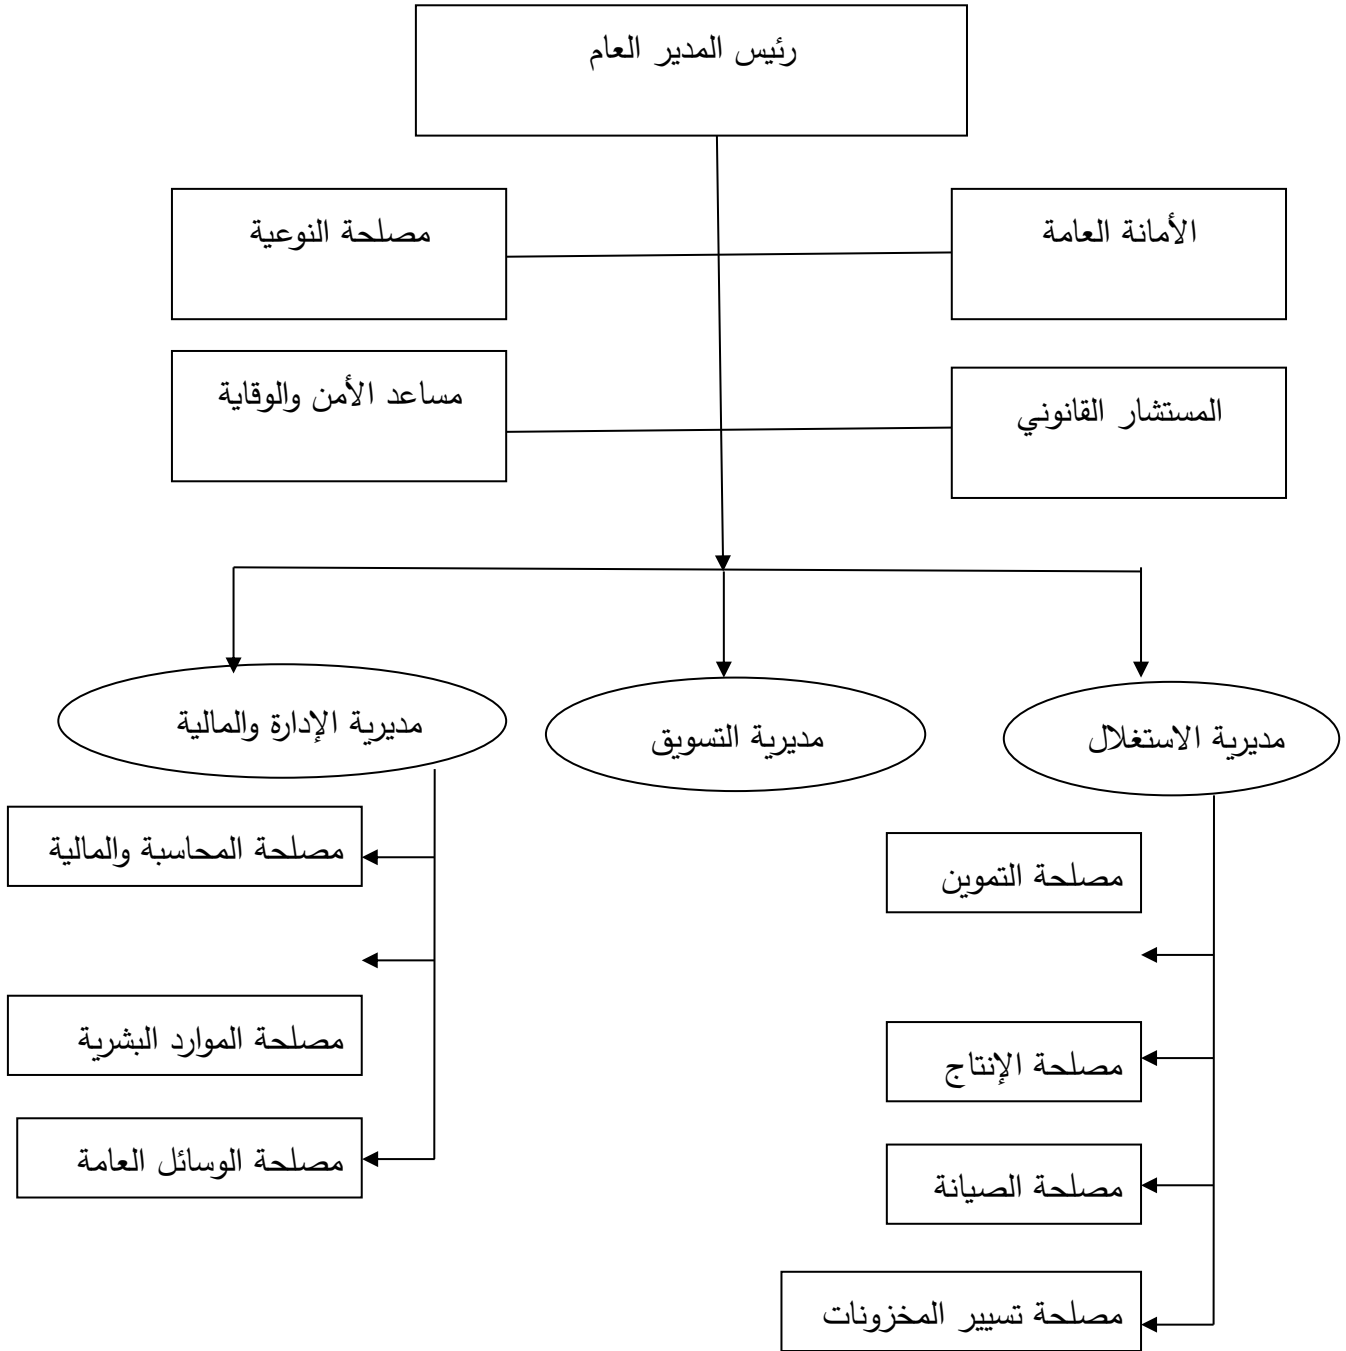 رئيس المدير العام
الأمانة العامة
مصلحة النوعية
المستشار القانوني
مساعد الأمن والوقاية
مديرية الاستغلال
مديرية التسويق
مديرية الإدارة والمالية
مصلحة التموين
مصلحة الإنتاج
مصلحة الصيانة
مصلحة تسيير المخزونات
مصلحة المحاسبة والمالية
مصلحة الموارد البشرية
مصلحة الوسائل العامة